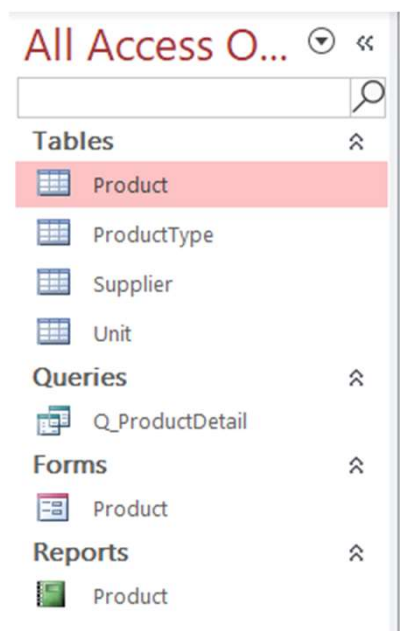 All Access O...
Tables
Product
ProductType
Supplier
Unit
Queries
Q_ProductDetail
Forms
Product
Reports
Product